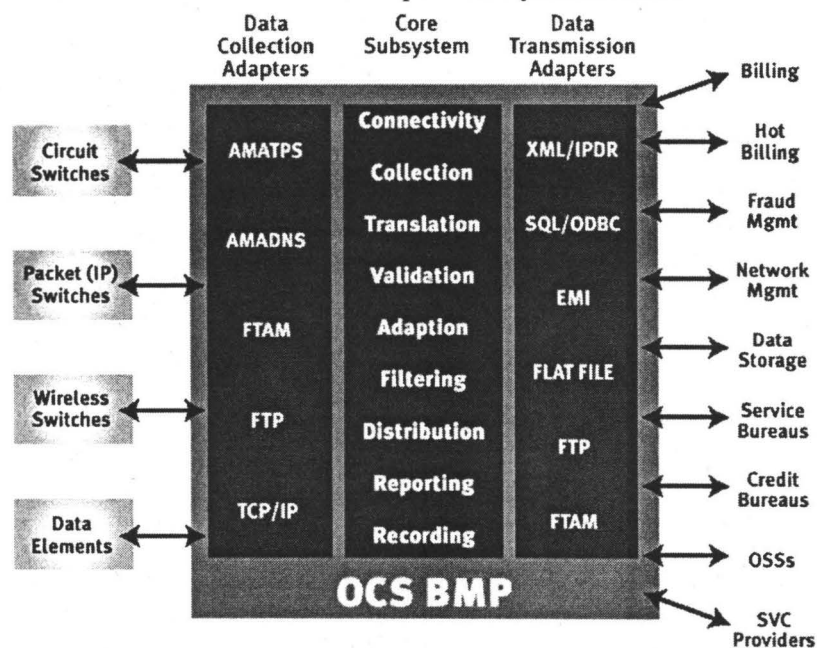 Data
Collection
Adapters
Core
Subsystem
Data
Transmission
Adapters
Circuit
Switches
Packet (IP)
Switches
Wireless
Switches
Data
Elements
AMATPS
AMADNS
FTAM
FTP
TCP/IP
Connectivity
Collection
Translation
Validation
Adaption
Filtering
Distribution
Reporting
Recording
XML/IPDR
SQL/ODBC
EMI
FLAT FILE
FTP
FTAM
OCS BMP
Billing
Hot
Billing
Fraud
Mgmt
Network
Mgmt
Data
Storage
Service
Bureaus
Credit
Bureaus
OSSs
SVC
Providers